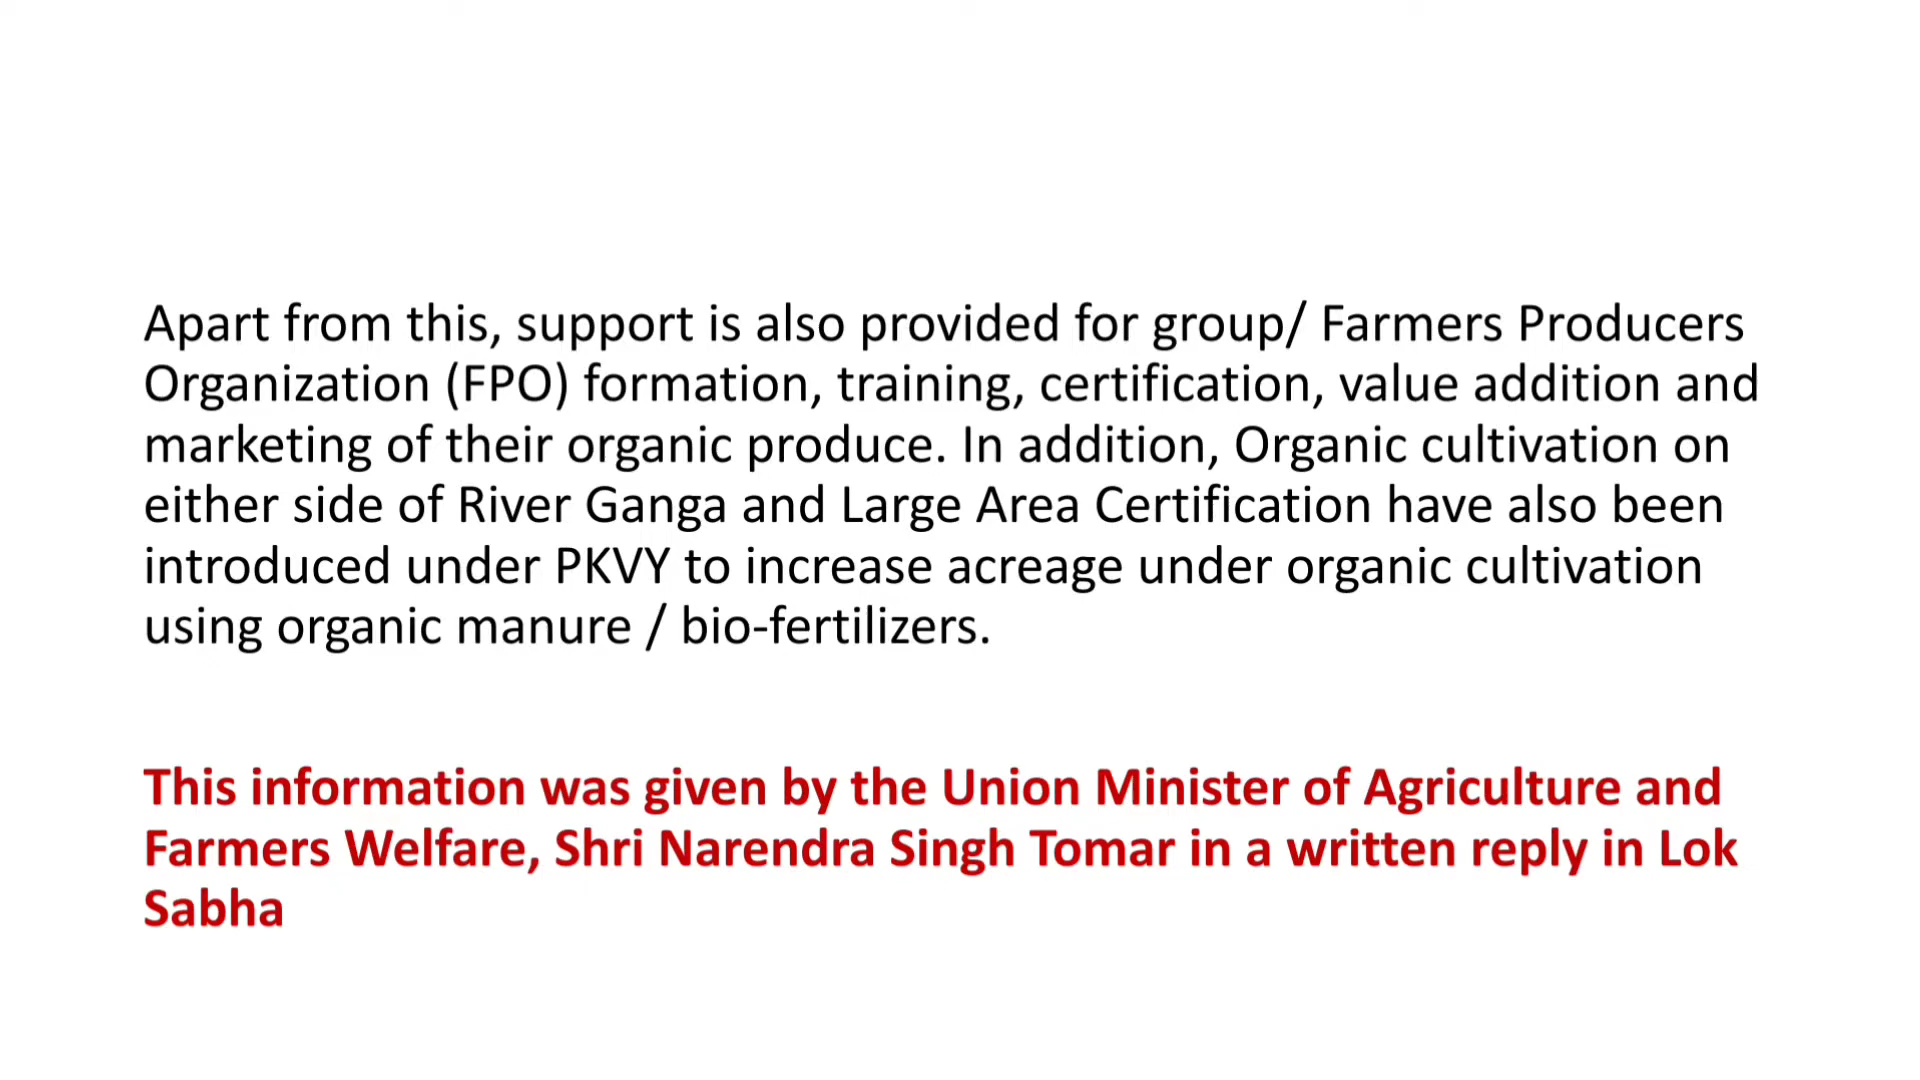 Apart from this, support is also provided for group/ Farmers Producers
Organization (FPO) formation, training, certification, value addition and
marketing of their organic produce. In addition, Organic cultivation on
either side of River Ganga and Large Area Certification have also been
introduced under PKVY to increase acreage under organic cultivation
using organic manure / bio-fertilizers.
This information was given by the Union Minister of Agriculture and
Farmers Welfare, Shri Narendra Singh Tomar in a written reply in Lok
Sabha